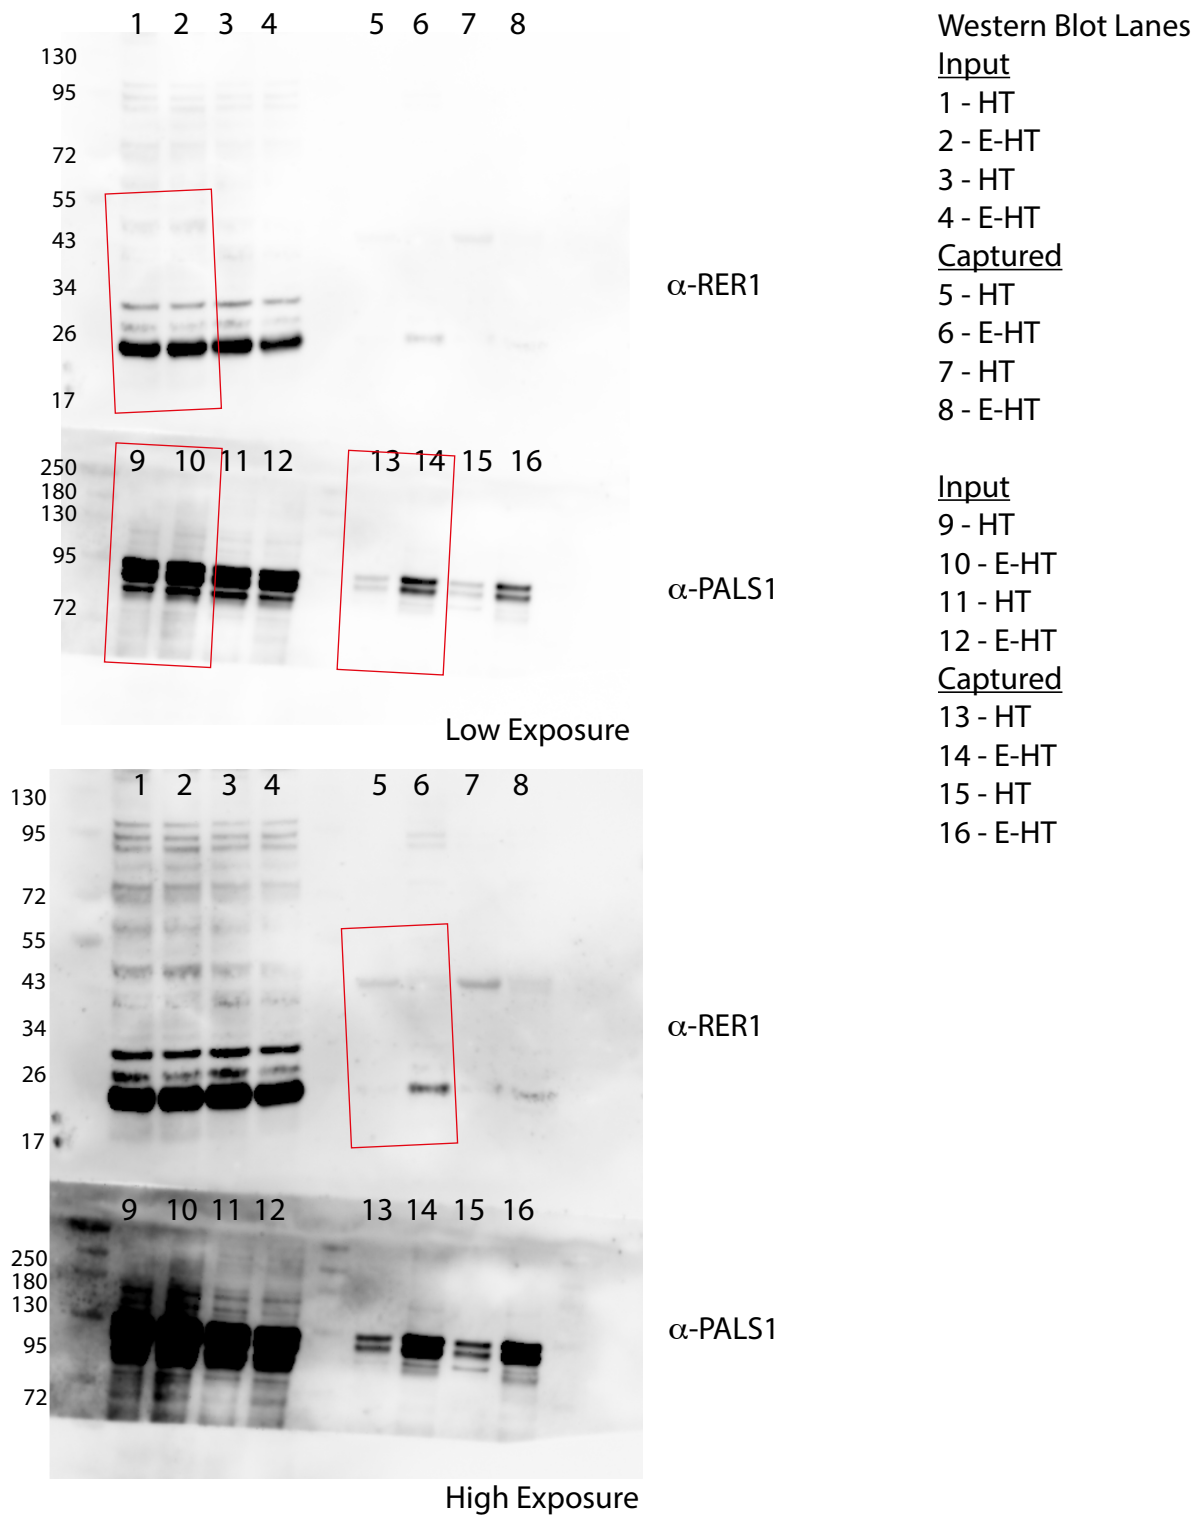 1 2 3 4 5 6 7 8
130
95
72
55
43
34
26
17
α-RER1
9 10 11 12 13 14 15 16
250
180
130
95
72
α-PALS1
Low Exposure
1 2 3 4 5 6 7 8
130
95
72
55
43
34
26
17
α-RER1
9 10 11 12 13 14 15 16
250
180
130
95
72
α-PALS1
High Exposure
Western Blot Lanes
Input
1 - HT
2 - E-HT
3 - HT
4 - E-HT
Captured
5 - HT
6 - E-HT
7 - HT
8 - E-HT
Input
9 - HT
10 - E-HT
11 - HT
12 - E-HT
Captured
13 - HT
14 - E-HT
15 - HT
16 - E-HT